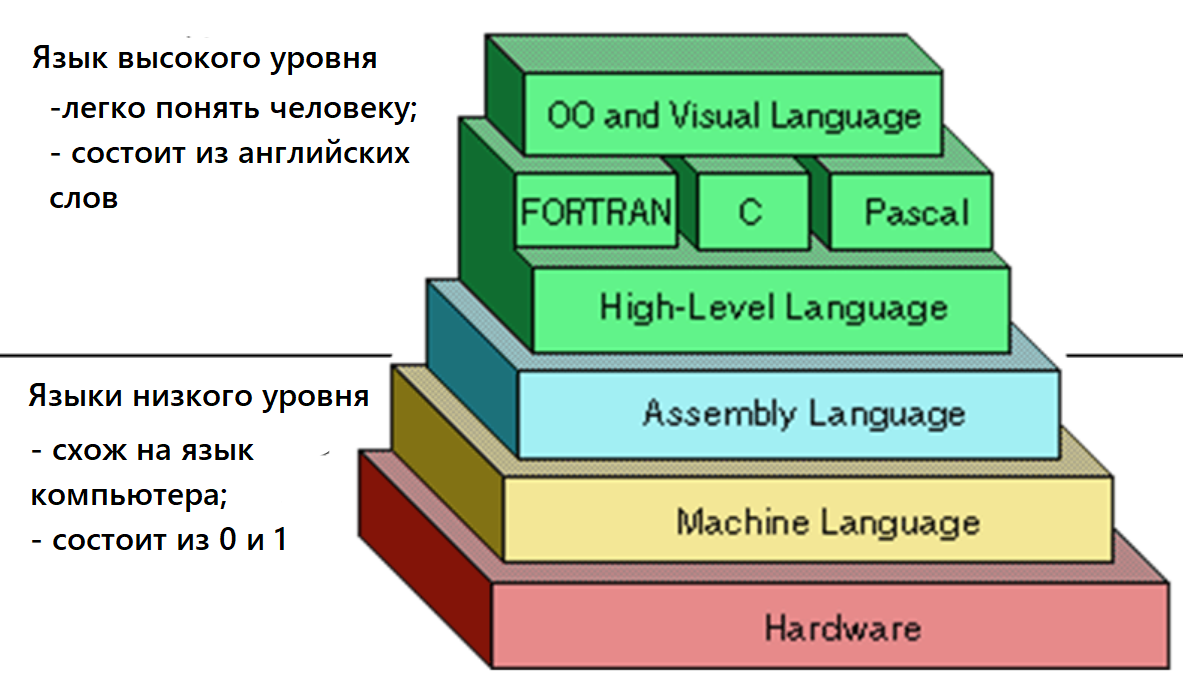 Язык высокого уровня
-легко понять человеку;
- состоит из английских
слов
OO and Visual Language
FORTRAN
C
Pascal
High-Level Language
Языки низкого уровня
- схож на язык
компьютера;
- состоит из 0 и 1
Assembly Language
Machine Language
Hardware